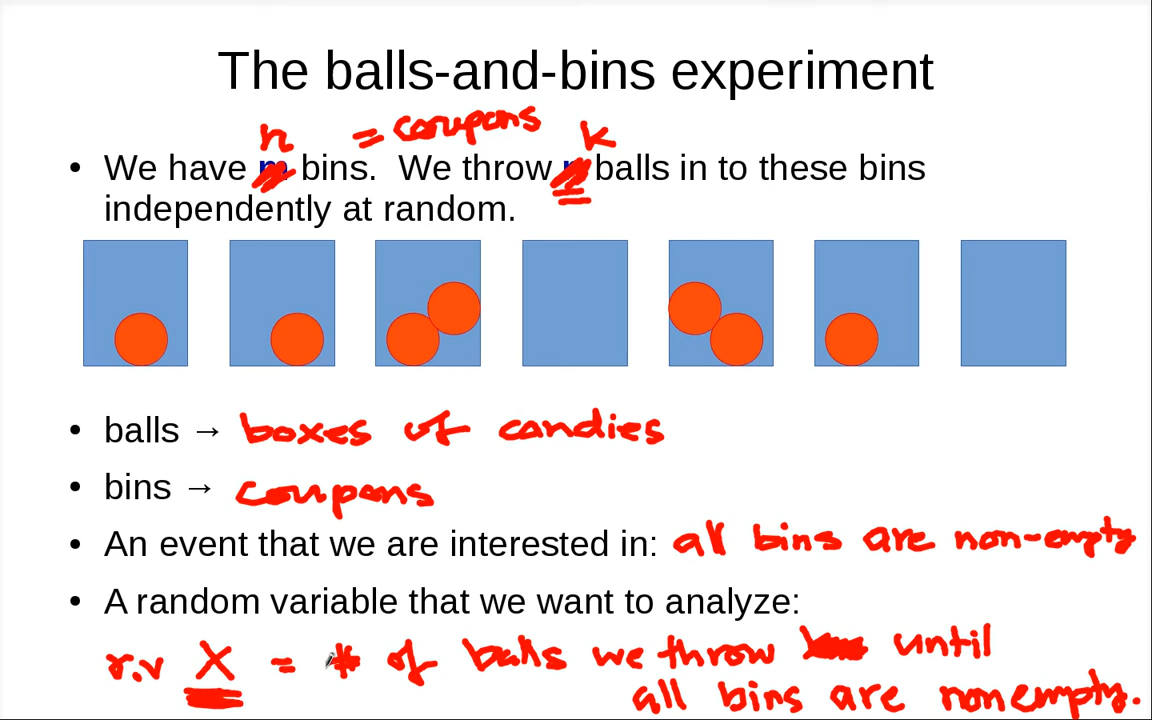 The balls-and-bins experiment
n = coupons k
• We have bins. We throw balls in to these bins
independently at random.
• balls → boxes of candies
• bins → coupons
• An event that we are interested in: all bins are non-empty
• A random variable that we want to analyze:
r.v X = # of balls we throw until
all bins are nonempty.